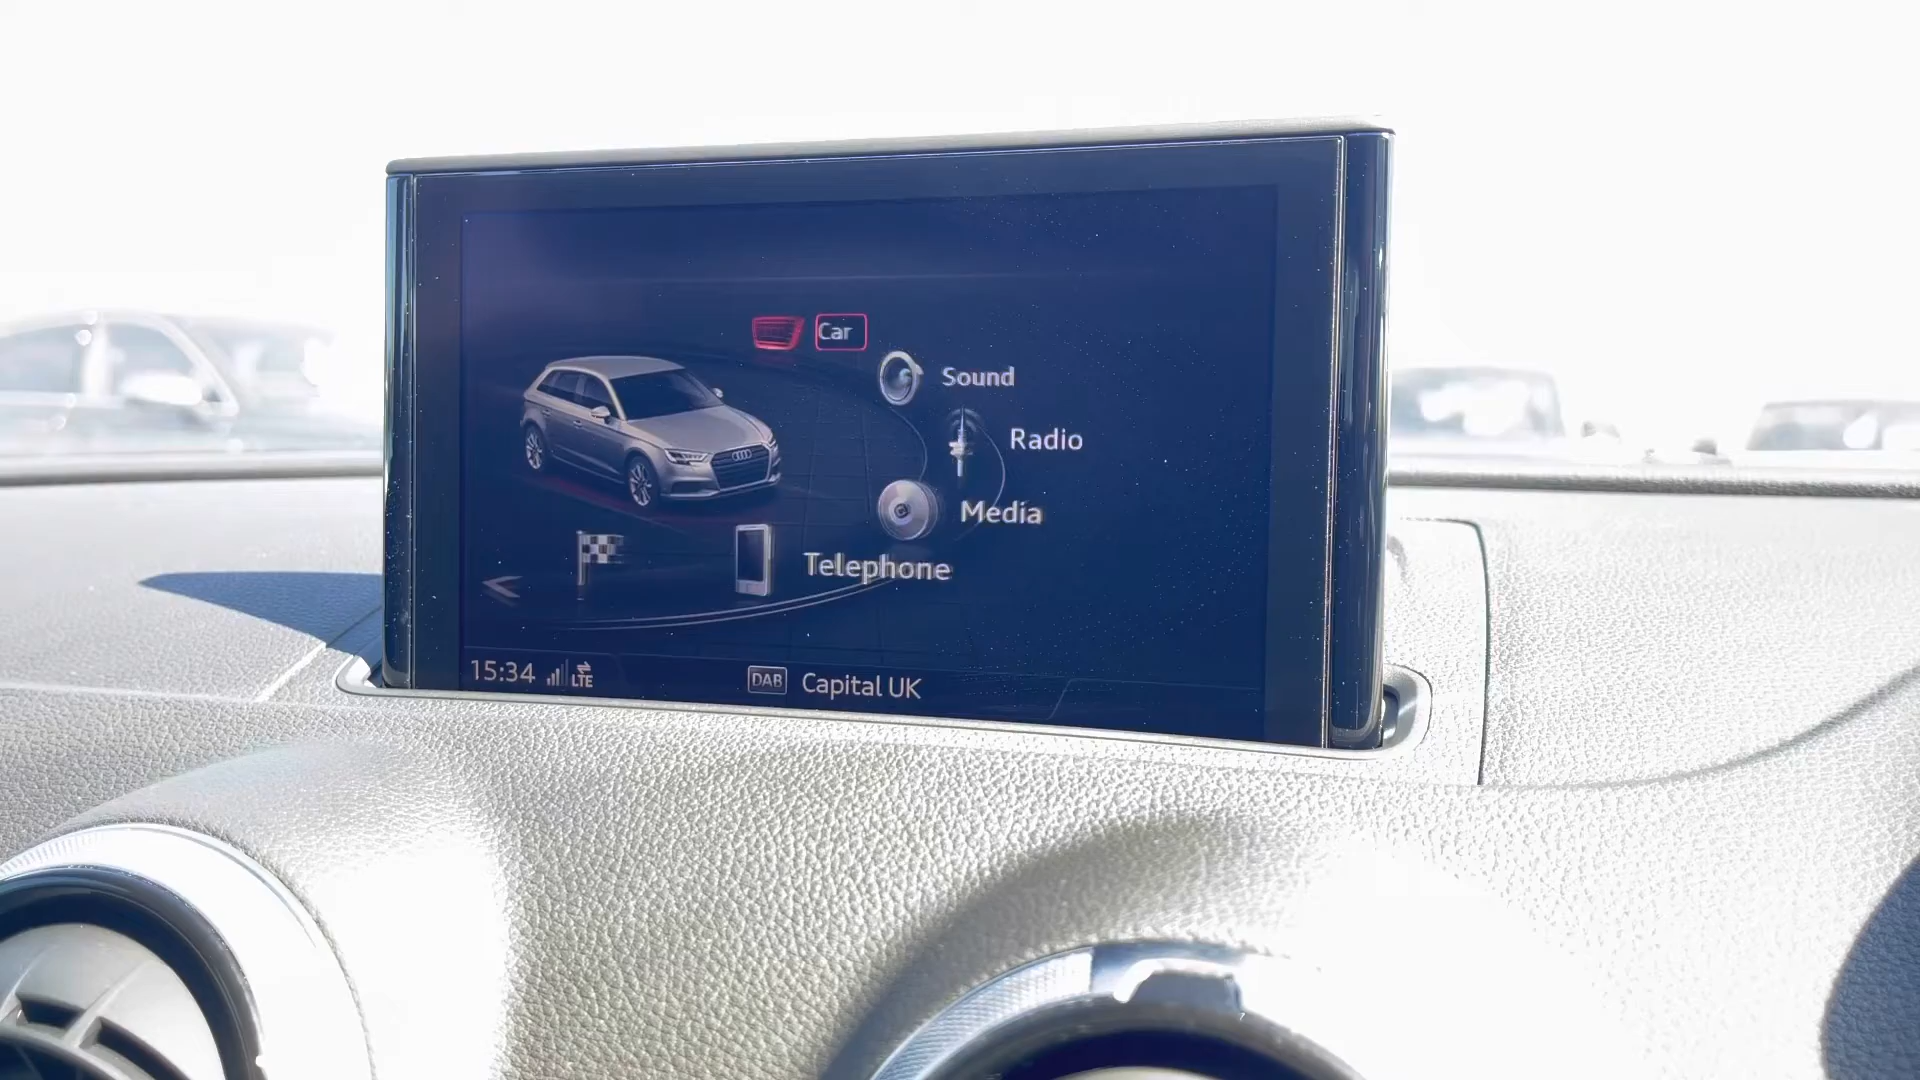 Car
Sound
Radio
Media
Telephone
15:34 LTE DAB Capital UK